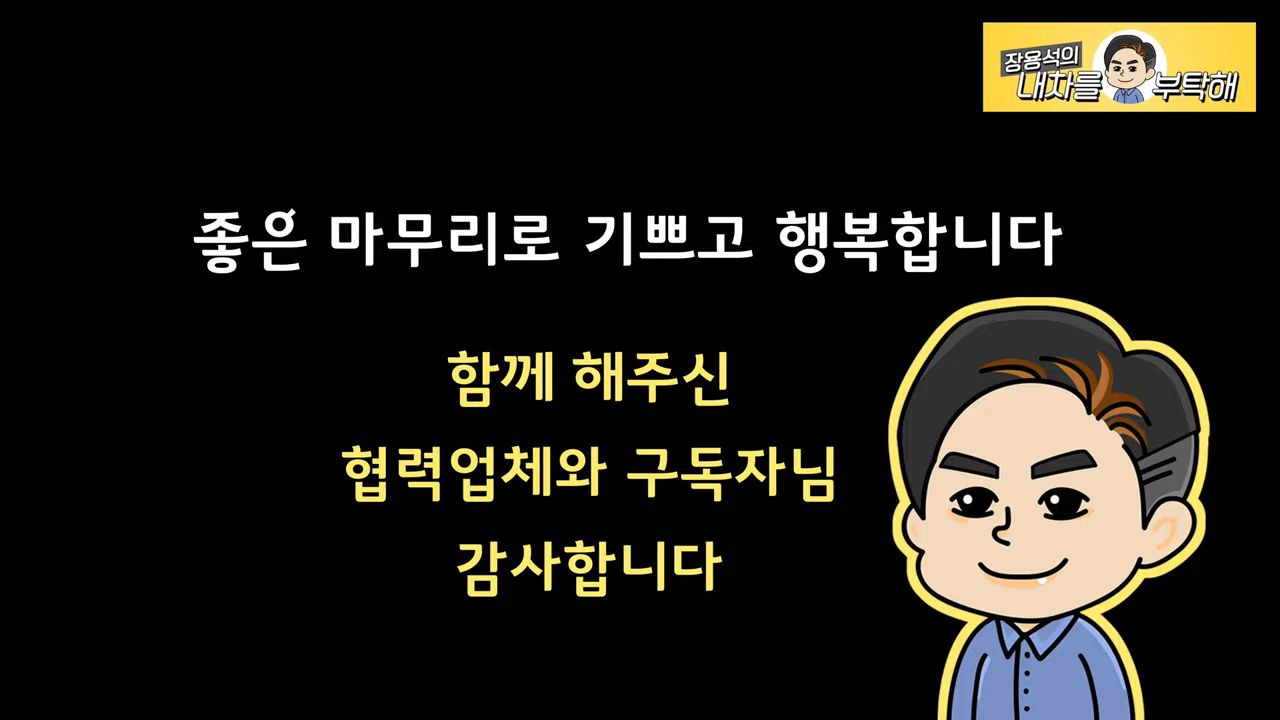 장용석의
내차를 부탁해
좋은 마무리로 기쁘고 행복합니다
함께 해주신
협력업체와 구독자님
감사합니다